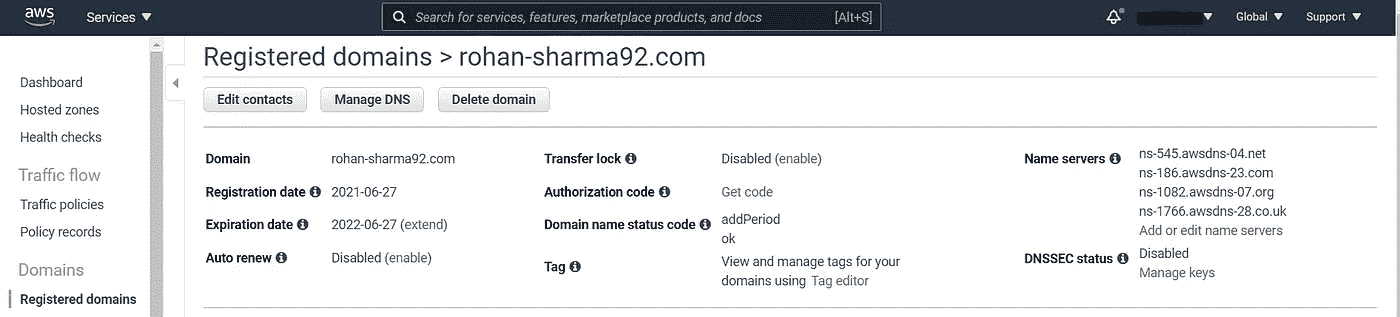 aws Services Search for services, features, marketplace products, and docs [Alt+S] Global Support
Dashboard
Hosted zones
Health checks
Traffic flow
Traffic policies
Policy records
Domains
Registered domains
Registered domains > rohan-sharma92.com
Edit contacts Manage DNS Delete domain
Domain rohan-sharma92.com
Registration date 2021-06-27
Expiration date 2022-06-27 (extend)
Auto renew Disabled (enable)
Transfer lock Disabled (enable)
Authorization code Get code
Domain name status code addPeriod
ok
Tag View and manage tags for your
domains using Tag editor
Name servers ns-545.awsdns-04.net
ns-186.awsdns-23.com
ns-1082.awsdns-07.org
ns-1766.awsdns-28.co.uk
Add or edit name servers
DNSSEC status Disabled
Manage keys